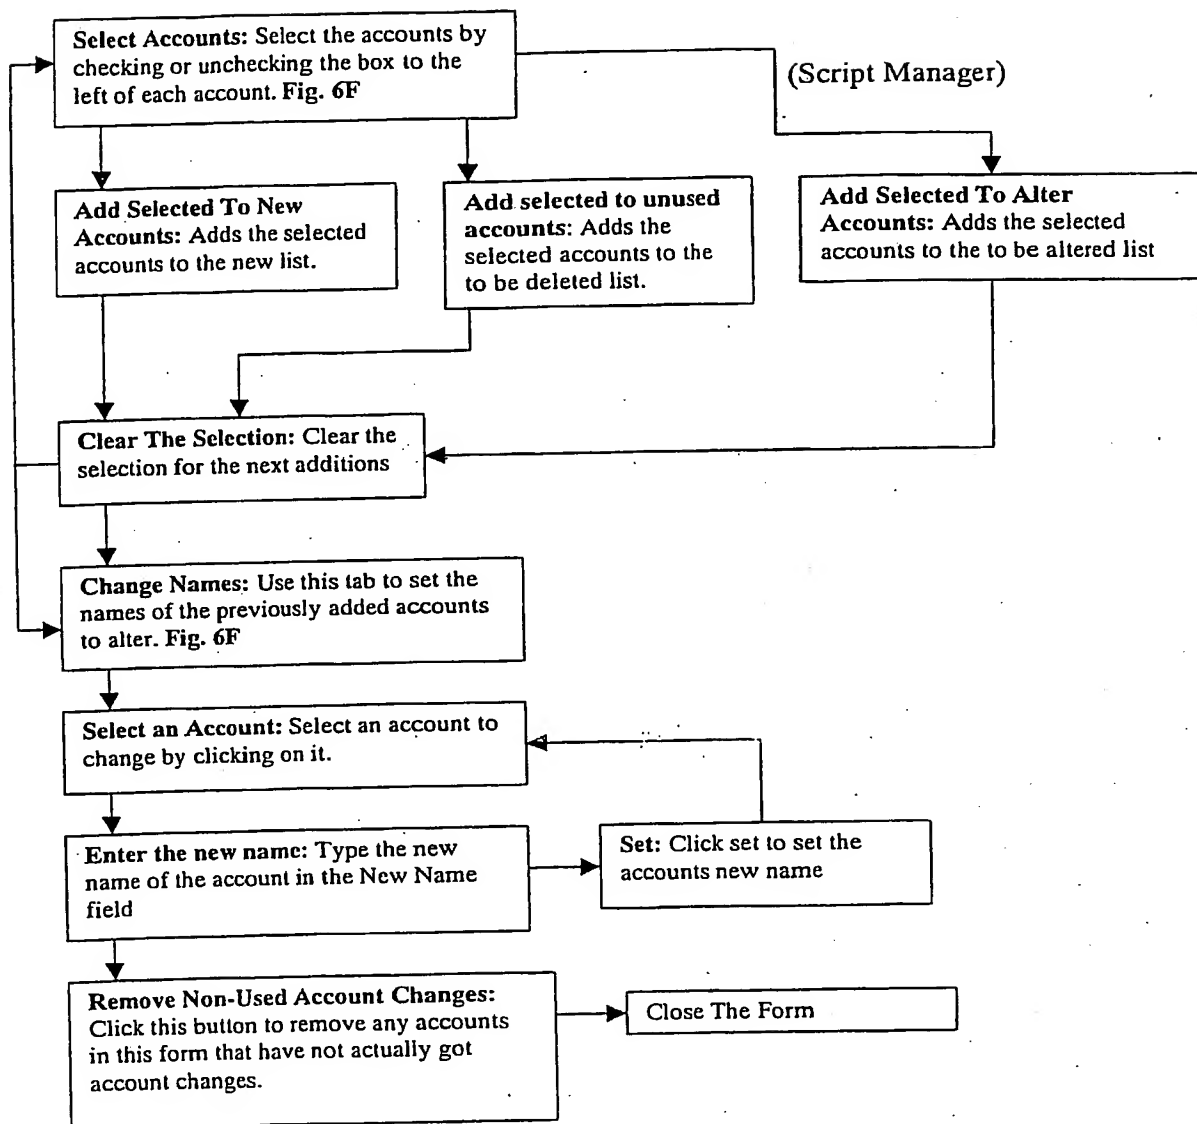 Select Accounts: Select the accounts by
checking or unchecking the box to the
left of each account. Fig. 6F
(Script Manager)
Add Selected To New
Accounts: Adds the selected
accounts to the new list.
Add selected to unused
accounts: Adds the
selected accounts to the
to be deleted list.
Add Selected To Alter
Accounts: Adds the selected
accounts to the to be altered list
Clear The Selection: Clear the
selection for the next additions
Change Names: Use this tab to set the
names of the previously added accounts
to alter. Fig. 6F
Select an Account: Select an account to
change by clicking on it.
Enter the new name: Type the new
name of the account in the New Name
field
Set: Click set to set the
accounts new name
Remove Non-Used Account Changes:
Click this button to remove any accounts
in this form that have not actually got
account changes.
Close The Form